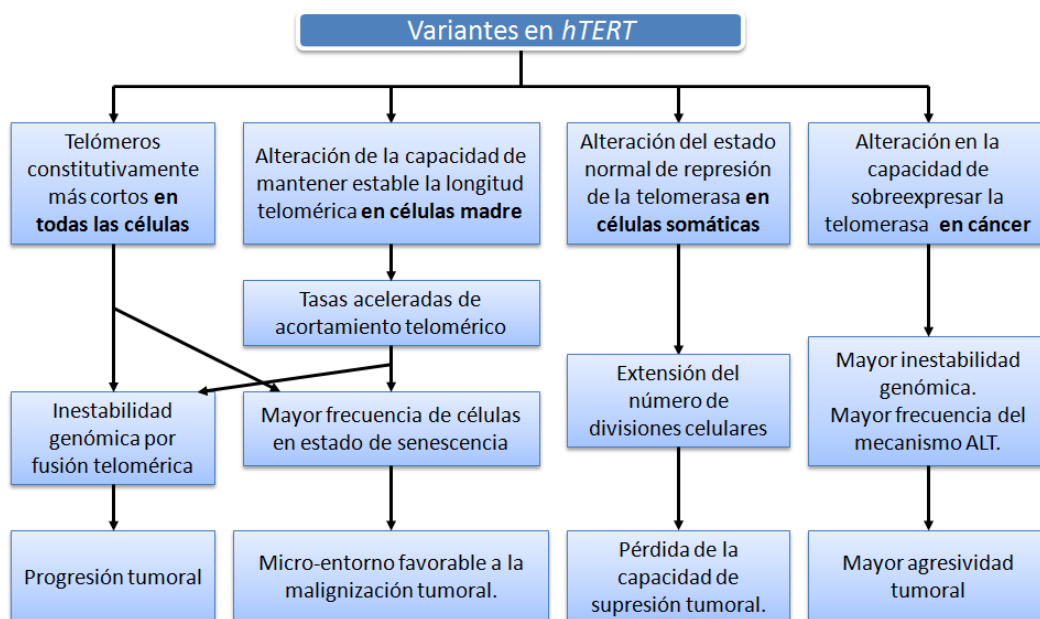 Variantes en hTERT
Telómeros
constitutivamente
más cortos en
todas las células
Alteración de la capacidad de
mantener estable la longitud
telomérica en células madre
Alteración del estado
normal de represión
de la telomerasa en
células somáticas
Alteración en la
capacidad de
sobreexpresar la
telomerasa en cáncer
Tasas aceleradas de
acortamiento telomérico
Inestabilidad
genómica por
fusión telomérica
Mayor frecuencia de células
en estado de senescencia
Extensión del
número de
divisiones celulares
Mayor inestabilidad
genómica.
Mayor frecuencia del
mecanismo ALT.
Progresión tumoral
Micro-entorno favorable a la
malignización tumoral.
Pérdida de la
capacidad de
supresión tumoral.
Mayor agresividad
tumoral